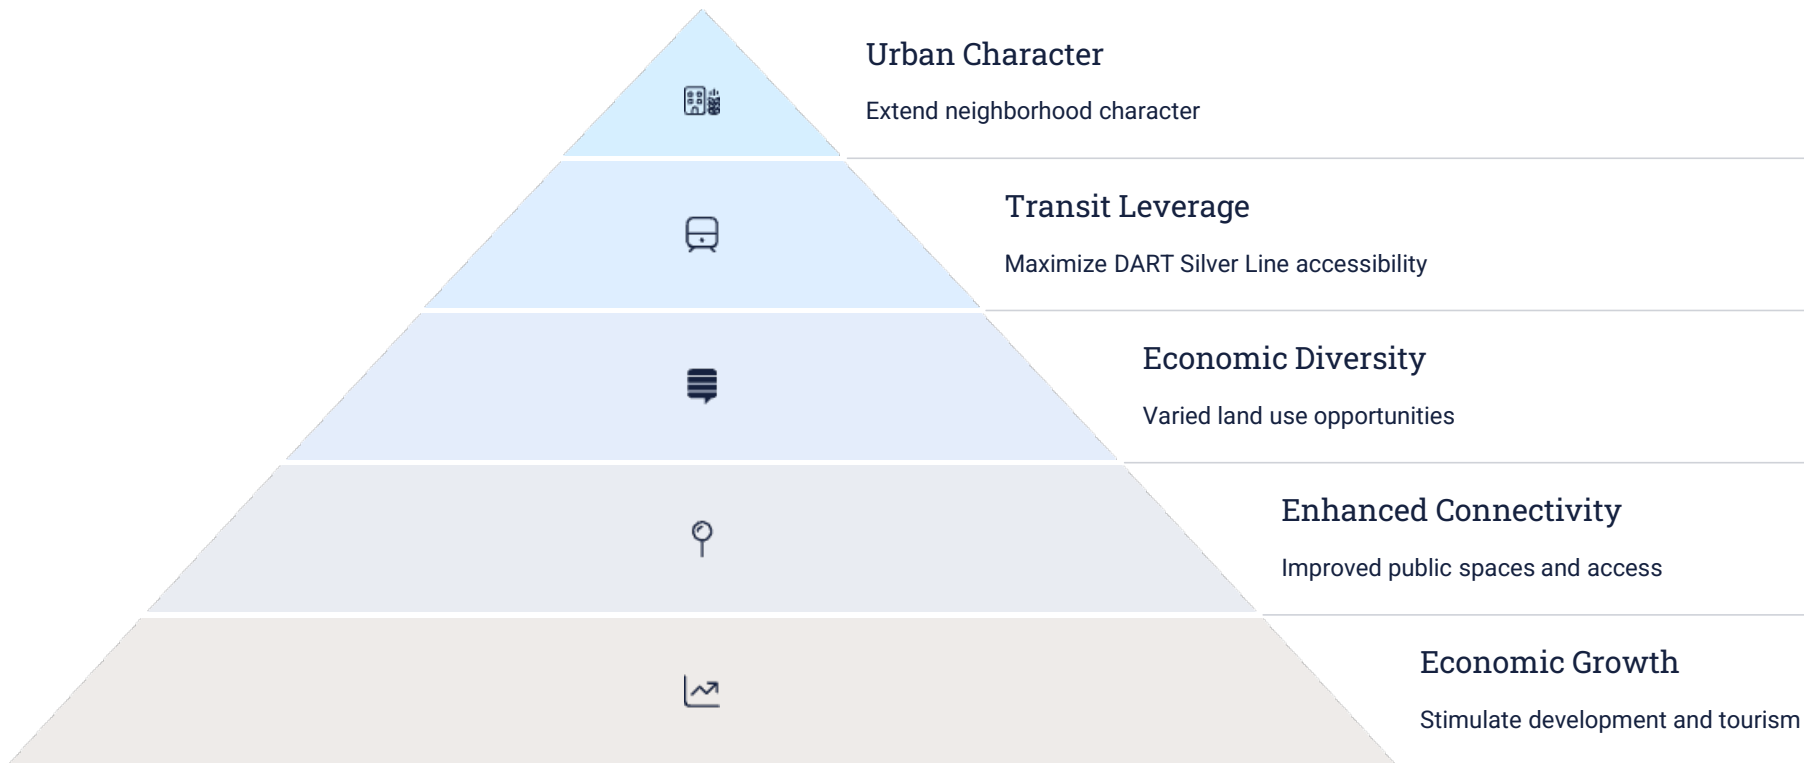 Urban Character
Extend neighborhood character
Transit Leverage
Maximize DART Silver Line accessibility
Economic Diversity
Varied land use opportunities
Enhanced Connectivity
Improved public spaces and access
Economic Growth
Stimulate development and tourism